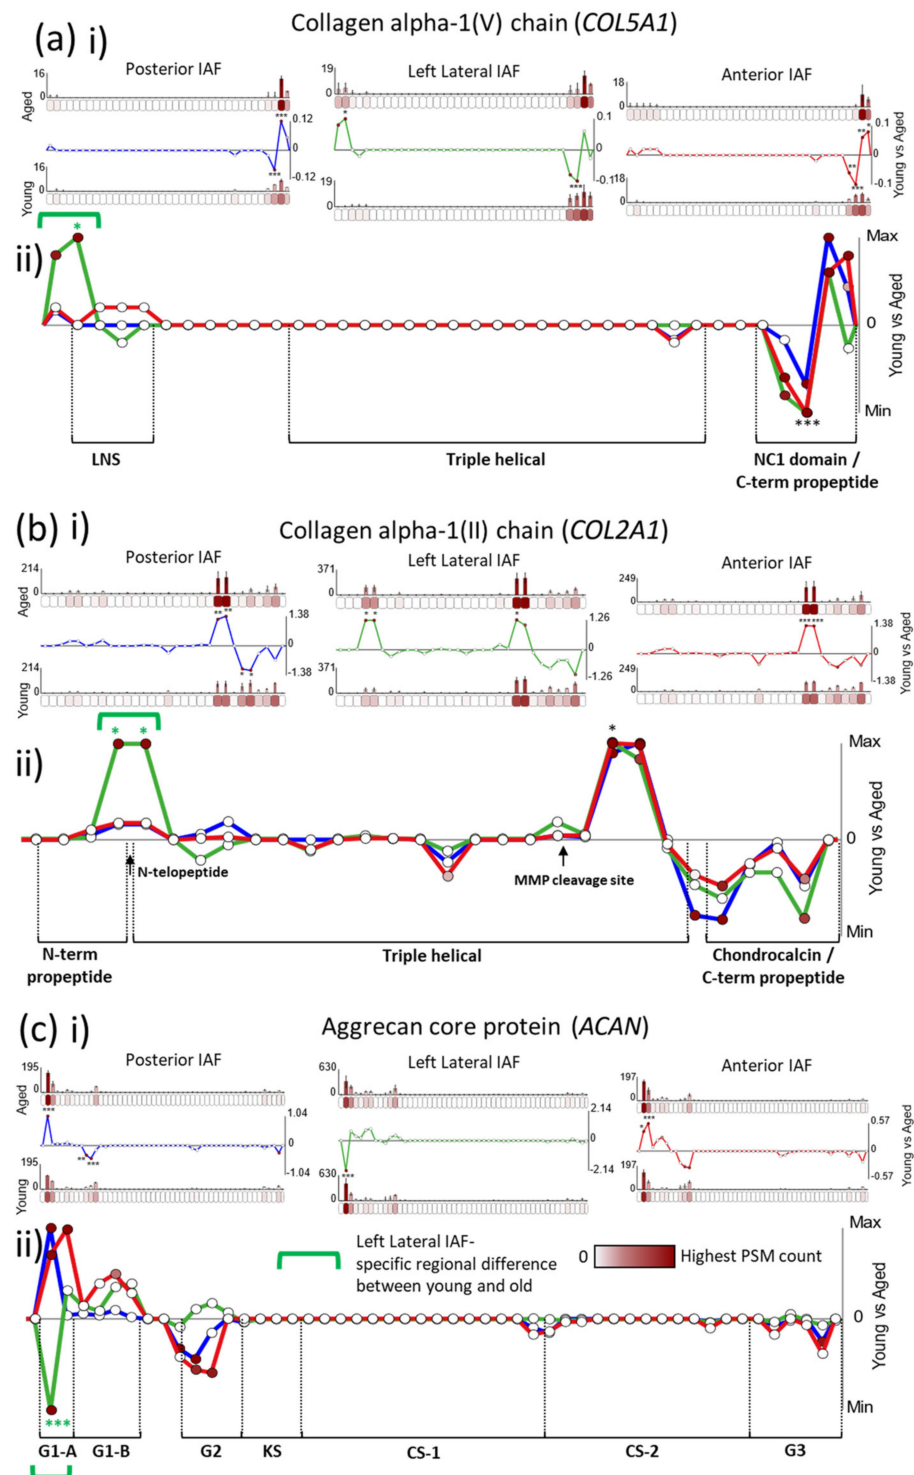 Collagen alpha-1(V) chain (COL5A1)
(a) i)
Posterior IAF
Left Lateral IAF
Anterior IAF
16
0
Aged
***
0.12
0
-0.12
***
16
0
Young
19
0
*
0.1
0
-0.1
***
19
0
18
0
*
**
0.1
0
-0.1
**
***
18
0
Young vs Aged
ii)
*
Max
0
Min
Young vs Aged
***
LNS
Triple helical
NC1 domain /
C-term propeptide
(b) i)
Collagen alpha-1(II) chain (COL2A1)
Posterior IAF
Left Lateral IAF
Anterior IAF
214
0
Aged
** **
1.38
0
-1.38
* *
214
0
Young
371
0
* *
*
1.26
0
-1.26
*
371
0
249
0
******
1.38
0
-1.38
249
0
Young vs Aged
ii)
* *
*
Max
0
Min
Young vs Aged
N-telopeptide
MMP cleavage site
N-term
propeptide
Triple helical
Chondrocalcin /
C-term propeptide
(c) i)
Aggrecan core protein (ACAN)
Posterior IAF
Left Lateral IAF
Anterior IAF
195
0
Aged
***
1.04
0
-1.04
**
***
195
0
Young
630
0
2.14
0
-2.14
***
630
0
197
0
*
***
0.57
0
-0.57
197
0
Young vs Aged
ii)
Left Lateral IAF-
specific regional difference
between young and old
0
Highest PSM count
Max
0
Min
Young vs Aged
***
G1-A
G1-B
G2
KS
CS-1
CS-2
G3